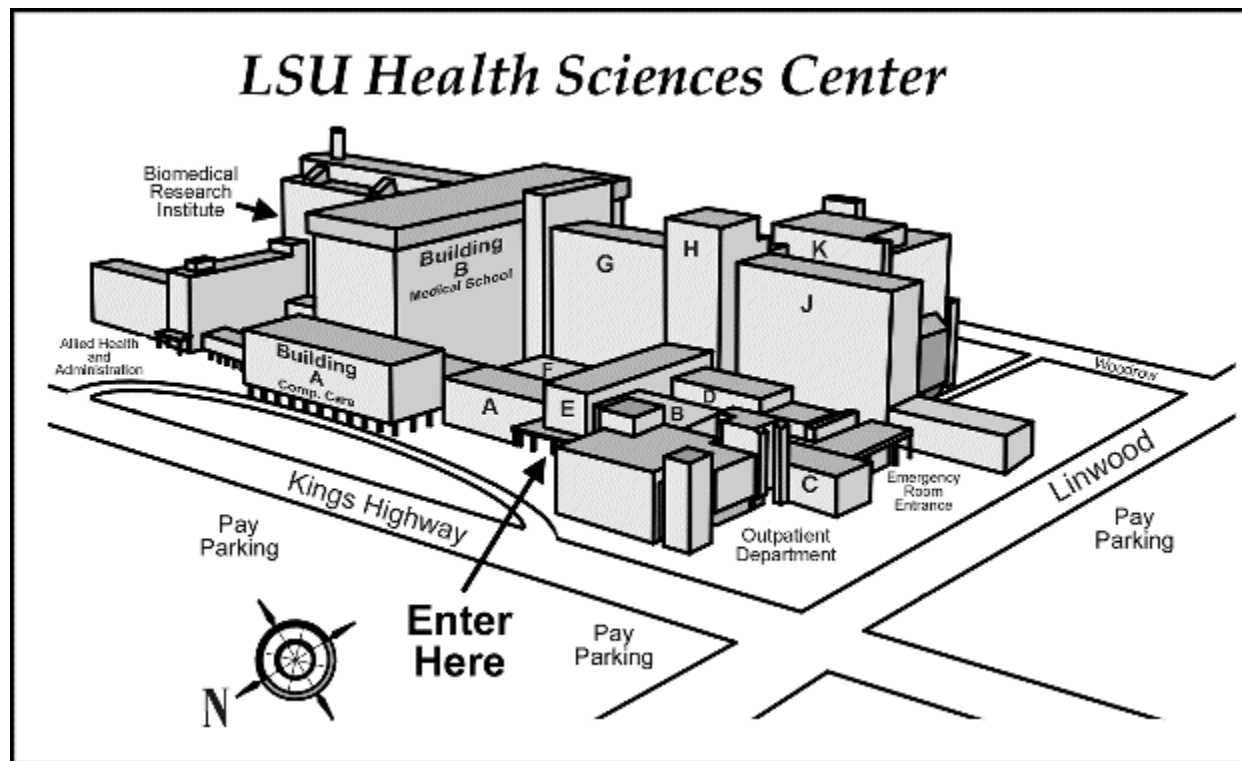 LSU Health Sciences Center
Biomedical
Research
Institute
Building
B
Medical School
G
H
K
J
Allied Health
and
Administration
Building
A
Comp. Care
A
F
E
B
D
C
Woodrow
Linwood
Kings Highway
Emergency
Room
Entrance
Outpatient
Department
Pay
Parking
Pay
Parking
Pay
Parking
Enter
Here
N